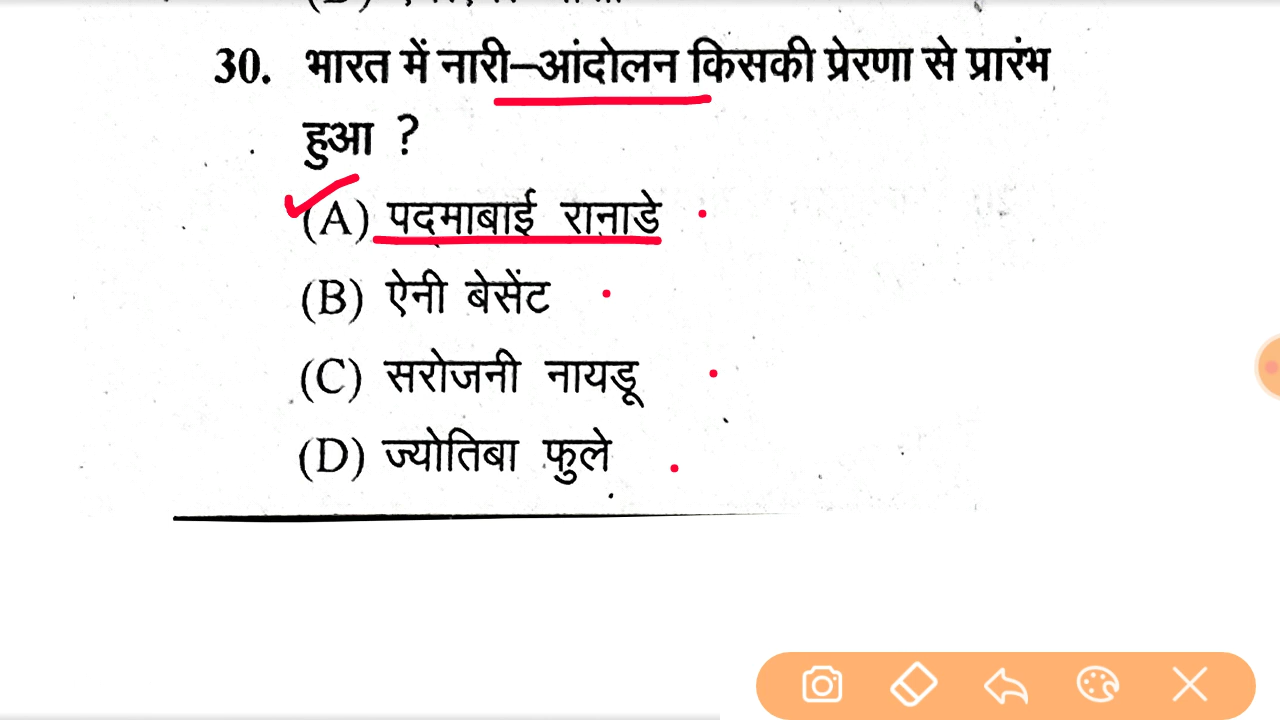 30. भारत में नारी–आंदोलन किसकी प्रेरणा से प्रारंभ
हुआ ?
(A) पदमाबाई रानाडे
(B) ऐनी बेसेंट
(C) सरोजनी नायडू
(D) ज्योतिबा फुले